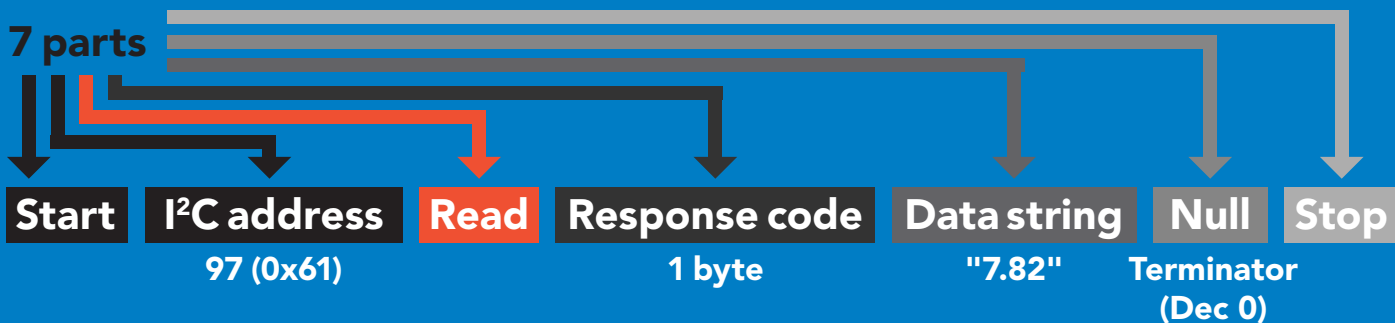 7 parts
Start I²C address Read Response code Data string Null Stop
97 (0x61) 1 byte "7.82" Terminator
(Dec 0)